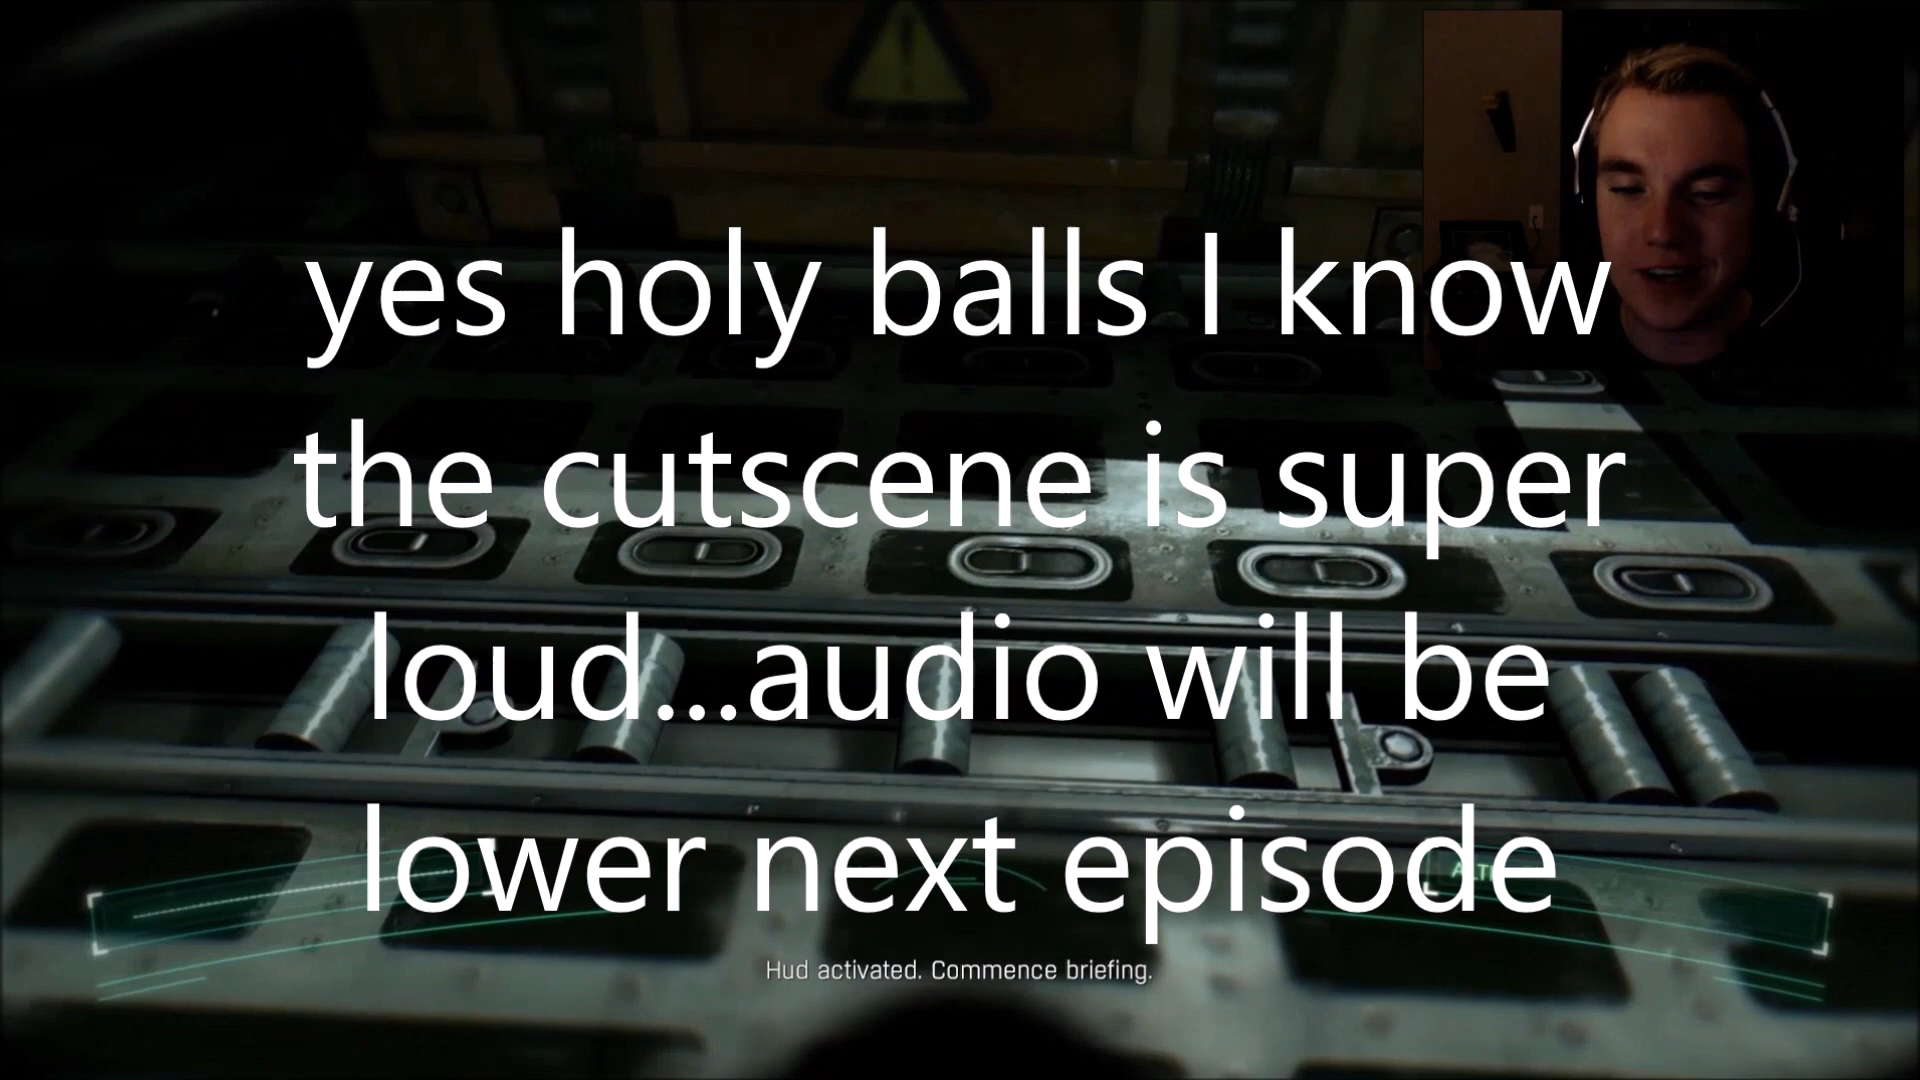 yes holy balls I know
the cutscene is super
loud...audio will be
lower next episode
Hud activated. Commence briefing.